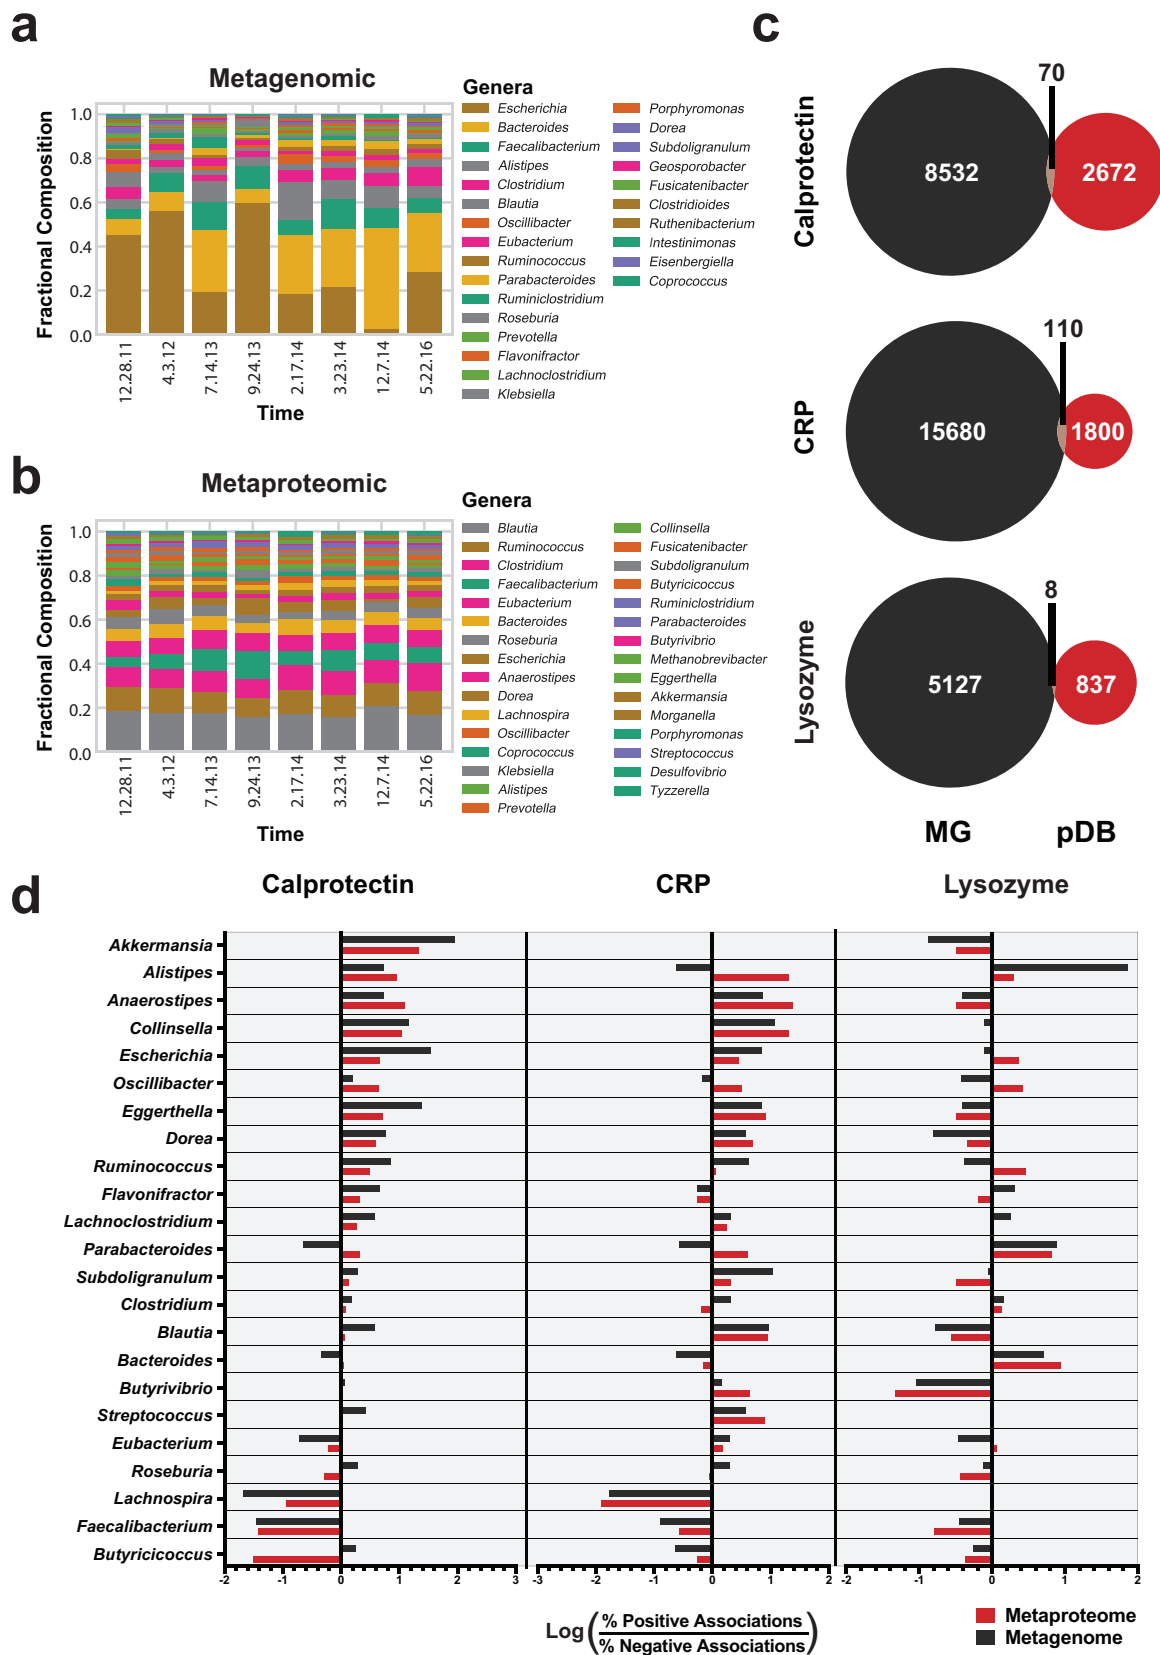 a
Metagenomic
Fractional Composition
1.0
0.8
0.6
0.4
0.2
0.0
12.28.11
4.3.12
7.14.13
9.24.13
2.17.14
3.23.14
12.7.14
5.22.16
Time
Genera
Escherichia
Bacteroides
Faecalibacterium
Alistipes
Clostridium
Blautia
Oscillibacter
Eubacterium
Ruminococcus
Parabacteroides
Ruminiclostridium
Roseburia
Prevotella
Flavonifractor
Lachnoclostridium
Klebsiella
Porphyromonas
Dorea
Subdoligranulum
Geosporobacter
Fusicatenibacter
Clostridioides
Ruthenibacterium
Intestinimonas
Eisenbergiella
Coprococcus
b
Metaproteomic
Fractional Composition
1.0
0.8
0.6
0.4
0.2
0.0
12.28.11
4.3.12
7.14.13
9.24.13
2.17.14
3.23.14
12.7.14
5.22.16
Time
Genera
Blautia
Ruminococcus
Clostridium
Faecalibacterium
Eubacterium
Bacteroides
Roseburia
Escherichia
Anaerostipes
Dorea
Lachnospira
Oscillibacter
Coprococcus
Klebsiella
Alistipes
Prevotella
Collinsella
Fusicatenibacter
Subdoligranulum
Butyricicoccus
Ruminiclostridium
Parabacteroides
Butyrivibrio
Methanobrevibacter
Eggerthella
Akkermansia
Morganella
Porphyromonas
Streptococcus
Desulfovibrio
Tyzzerella
c
Calprotectin
70
8532
2672
CRP
110
15680
1800
Lysozyme
8
5127
837
MG
pDB
d
Calprotectin
CRP
Lysozyme
Akkermansia
Alistipes
Anaerostipes
Collinsella
Escherichia
Oscillibacter
Eggerthella
Dorea
Ruminococcus
Flavonifractor
Lachnoclostridium
Parabacteroides
Subdoligranulum
Clostridium
Blautia
Bacteroides
Butyrivibrio
Streptococcus
Eubacterium
Roseburia
Lachnospira
Faecalibacterium
Butyricicoccus
-2 -1 0 1 2 3
-3 -2 -1 0 1 2
-2 -1 0 1 2
Log(% Positive Associations
% Negative Associations)
Metaproteome
Metagenome